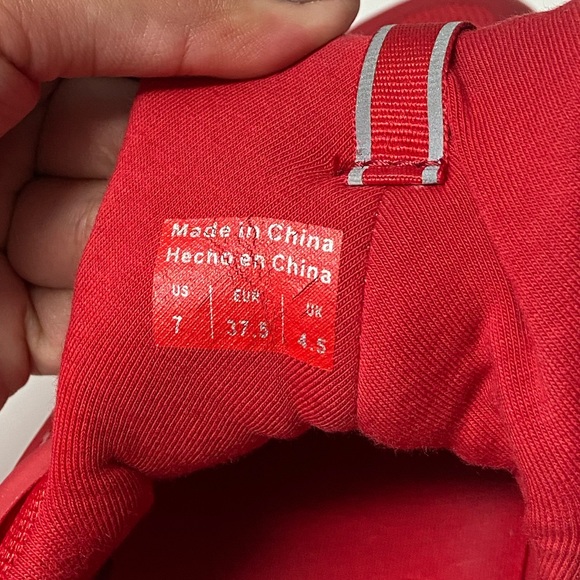 Made in China
Hecho en China
US EUR UK
7 37.5 4.5